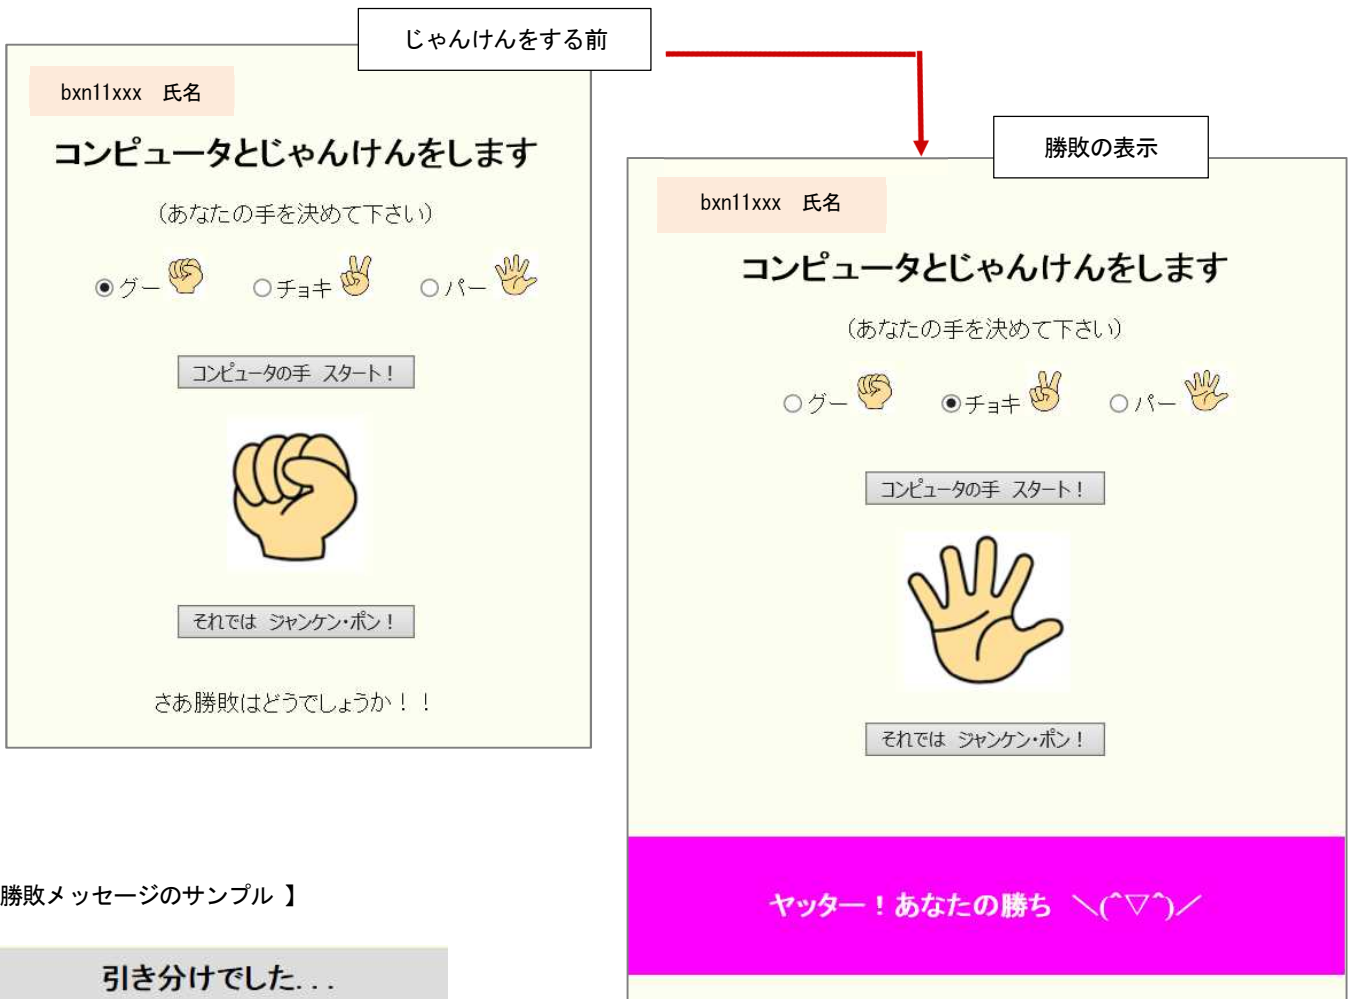 じゃんけんをする前
bxn11xxx 氏名
コンピュータとじゃんけんをします
(あなたの手を決めて下さい)
グー チョキ パー
コンピュータの手 スタート！
それでは ジャンケン・ポン！
さあ勝敗はどうでしょうか！！
勝敗の表示
bxn11xxx 氏名
コンピュータとじゃんけんをします
(あなたの手を決めて下さい)
グー チョキ パー
コンピュータの手 スタート！
それでは ジャンケン・ポン！
ヤッター！あなたの勝ち ＼(^▽^)／
勝敗メッセージのサンプル 】
引き分けでした...